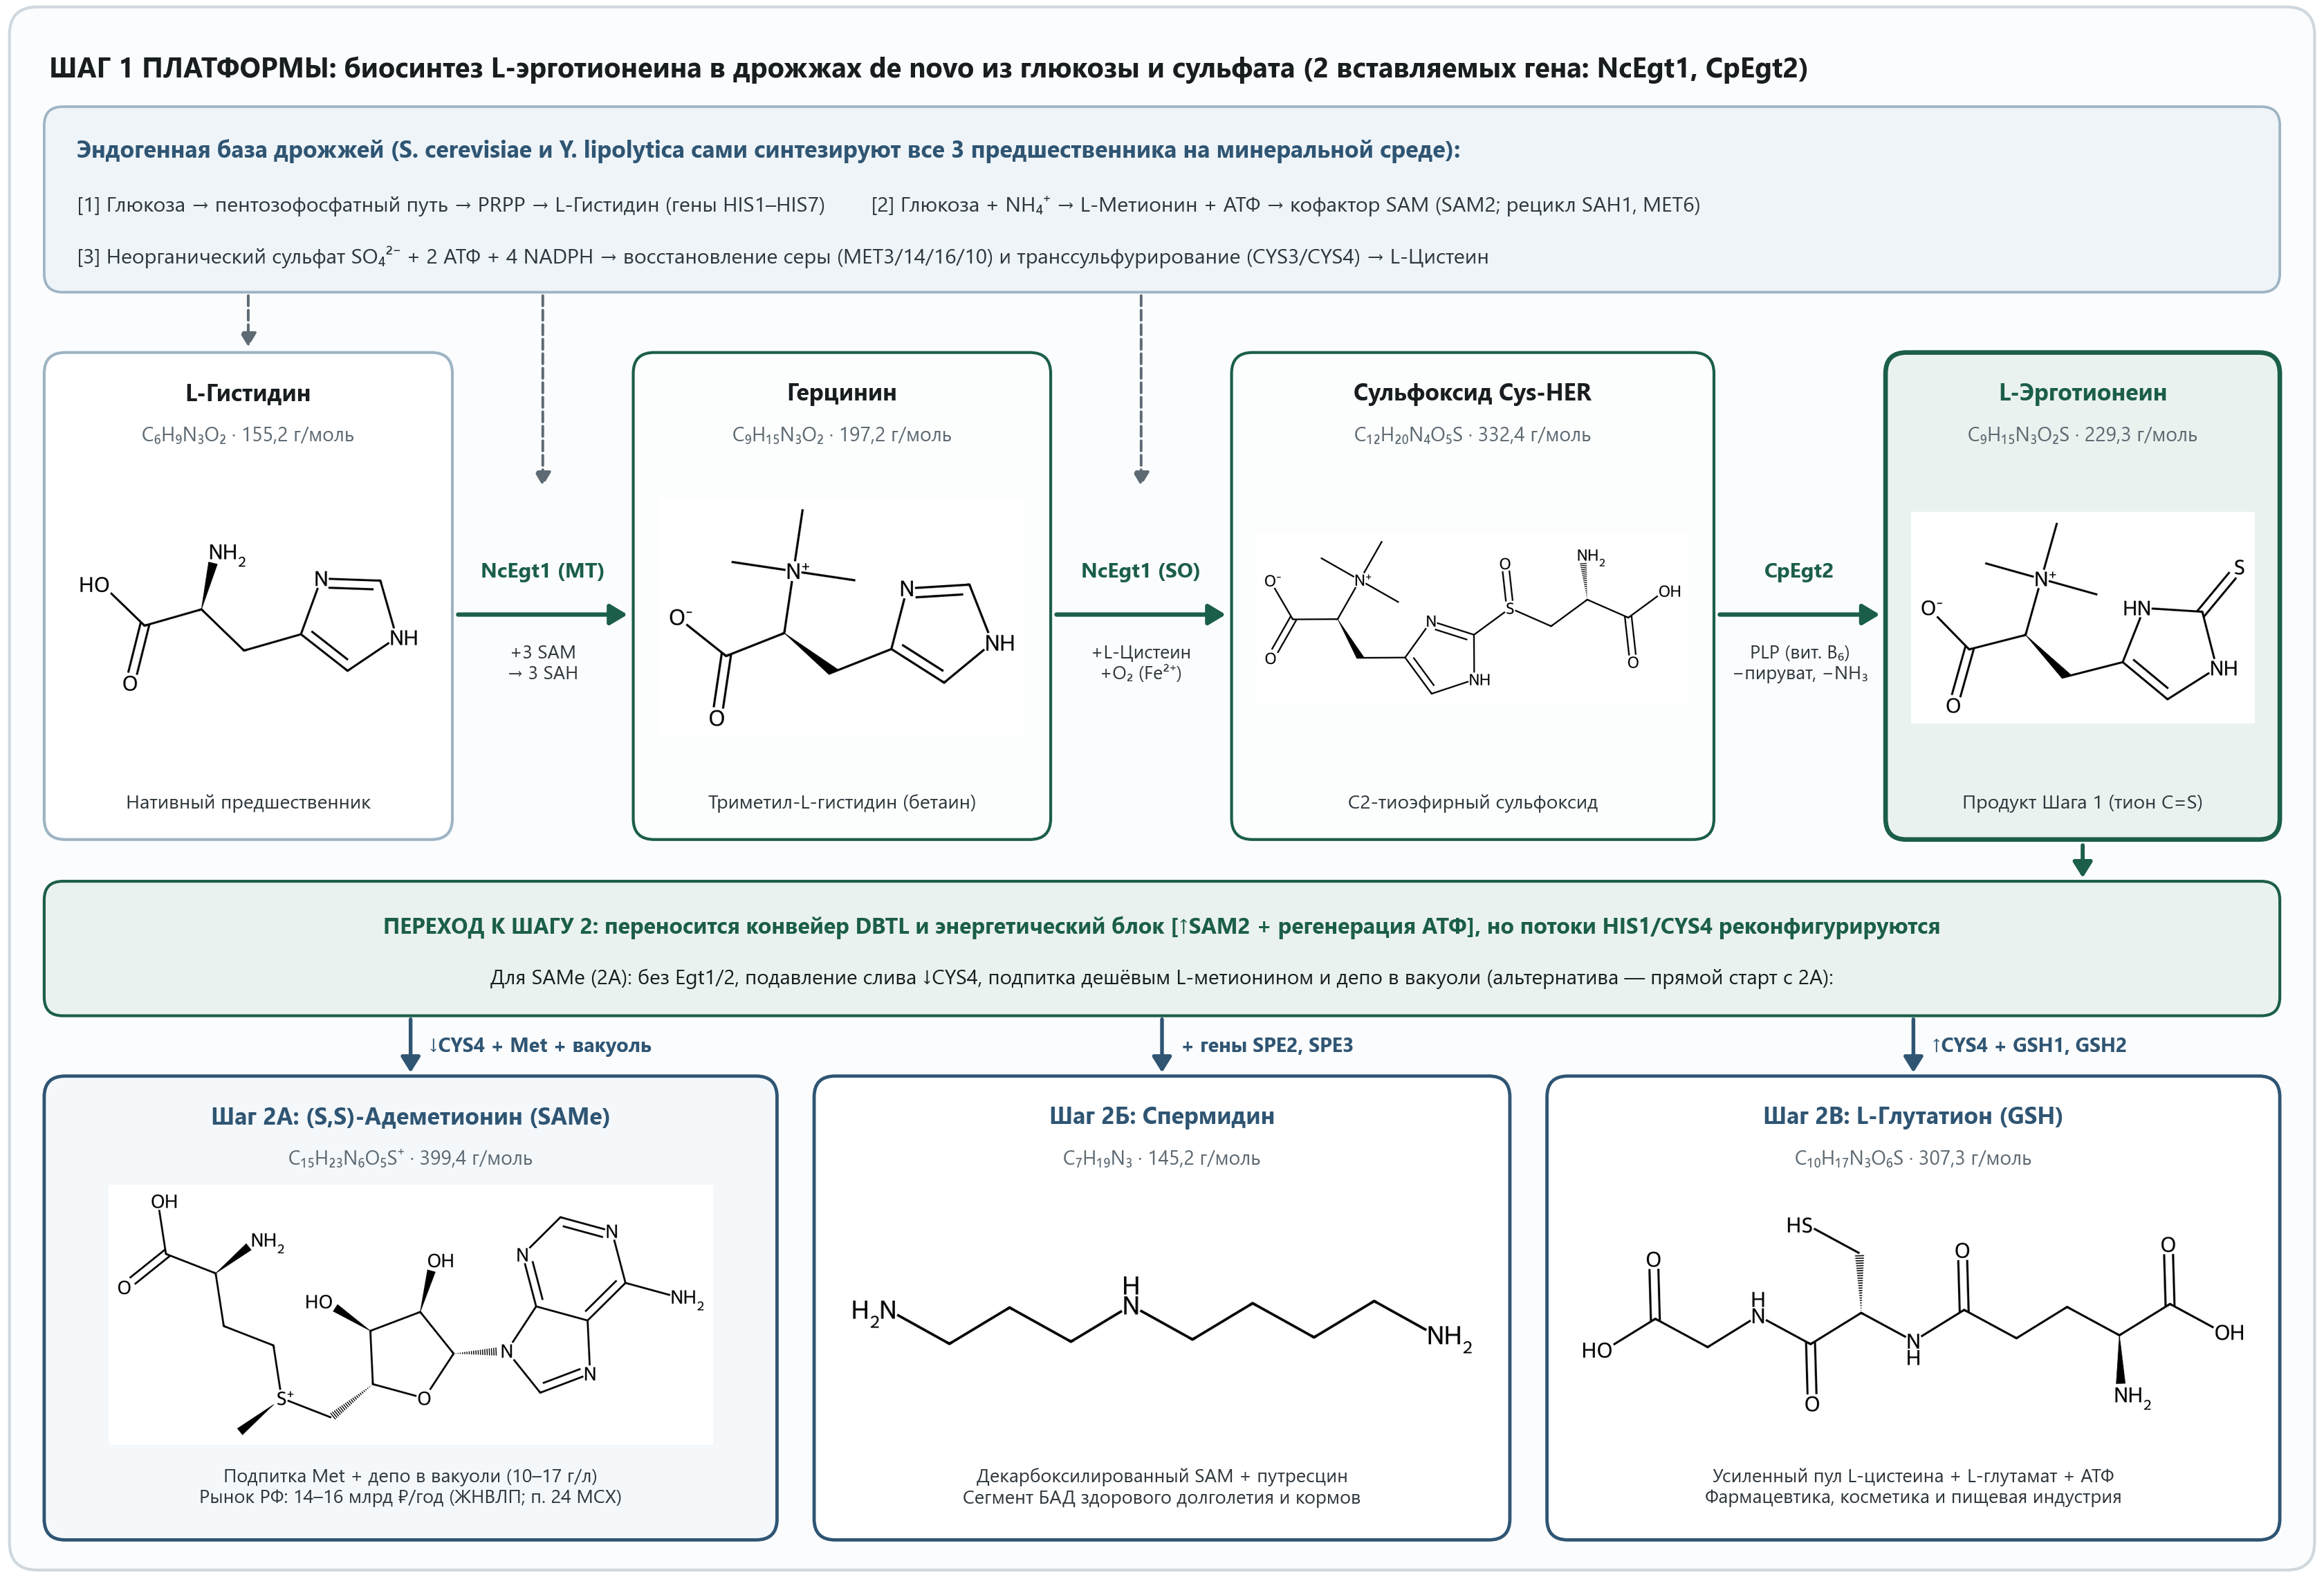 ШАГ 1 ПЛАТФОРМЫ: биосинтез L-эрготионеина в дрожжах de novo из глюкозы и сульфата (2 вставляемых гена: NcEgt1, CpEgt2)
Эндогенная база дрожжей (S. cerevisiae и Y. lipolytica сами синтезируют все 3 предшественника на минеральной среде):
[1] Глюкоза → пентозофосфатный путь → PRPP → L-Гистидин (гены HIS1–HIS7)
[2] Глюкоза + NH₄⁺ → L-Метионин + АТФ → кофактор SAM (SAM2; рецикл SAH1, MET6)
[3] Неорганический сульфат SO₄²⁻ + 2 АТФ + 4 NADPH → восстановление серы (MET3/14/16/10) и транссульфурирование (CYS3/CYS4) → L-Цистеин
L-Гистидин
C₆H₉N₃O₂ · 155,2 г/моль
HO
NH₂
N
NH
O
Нативный предшественник
NcEgt1 (MT)
+3 SAM
→ 3 SAH
Герцинин
C₉H₁₅N₃O₂ · 197,2 г/моль
N⁺
N
O⁻
NH
O
Триметил-L-гистидин (бетаин)
NcEgt1 (SO)
+L-Цистеин
+O₂ (Fe²⁺)
Сульфоксид Cys-HER
C₁₂H₂₀N₄O₅S · 332,4 г/моль
O⁻
N⁺
O
NH₂
OH
S
N
O
O
NH
C2-тиоэфирный сульфоксид
CpEgt2
PLP (вит. B₆)
−пируват, −NH₃
L-Эрготионеин
C₉H₁₅N₃O₂S · 229,3 г/моль
S
N⁺
O⁻
HN
NH
O
Продукт Шага 1 (тион C=S)
ПЕРЕХОД К ШАГУ 2: переносится конвейер DBTL и энергетический блок [↑SAM2 + регенерация АТФ], но потоки HIS1/CYS4 реконфигурируются
Для SAMe (2А): без Egt1/2, подавление слива ↓CYS4, подпитка дешёвым L-метионином и депо в вакуоли (альтернатива — прямой старт с 2А):
↓CYS4 + Met + вакуоль
+ гены SPE2, SPE3
↑CYS4 + GSH1, GSH2
Шаг 2А: (S,S)-Адеметионин (SAMe)
C₁₅H₂₃N₆O₅S⁺ · 399,4 г/моль
OH
NH₂
O
HO
OH
N
N
NH₂
N
N
S⁺
O
Подпитка Met + депо в вакуоли (10–17 г/л)
Рынок РФ: 14–16 млрд ₽/год (ЖНВЛП; п. 24 МСХ)
Шаг 2Б: Спермидин
C₇H₁₉N₃ · 145,2 г/моль
H₂N
H
N
NH₂
Декарбоксилированный SAM + путресцин
Сегмент БАД здорового долголетия и кормов
Шаг 2В: L-Глутатион (GSH)
C₁₀H₁₇N₃O₆S · 307,3 г/моль
HS
O
O
O
H
N
HO
N
H
OH
O
NH₂
Усиленный пул L-цистеина + L-глутамат + АТФ
Фармацевтика, косметика и пищевая индустрия